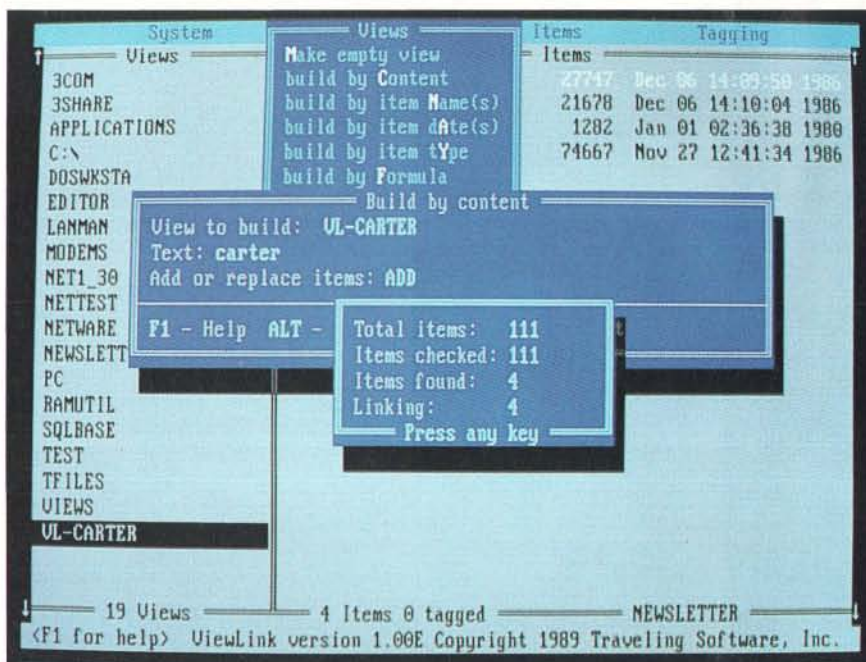 System Views Items Tagging
Views Items
Make empty view
3COM build by Content 27747 Dec 06 14:09:50 1986
3SHARE build by item Name(s) 21678 Dec 06 14:10:04 1986
APPLICATIONS build by item dAte(s) 1282 Jan 01 02:36:38 1980
C:\ build by item tYpe 74667 Nov 27 12:41:34 1986
DOSWKSTA build by Formula
EDITOR Build by content
LANMAN View to build: VL-CARTER
MODEMS Text: carter
NET1_30 Add or replace items: ADD
NETTEST
NETWARE F1 - Help ALT - Total items: 111 t
NEWSLETT Items checked: 111
PC Items found: 4
RAMUTIL Linking: 4
SQLBASE Press any key
TEST
TFILES
VIEWS
VL-CARTER
19 Views 4 Items 0 tagged NEWSLETTER
<F1 for help> ViewLink version 1.00E Copyright 1989 Traveling Software, Inc.